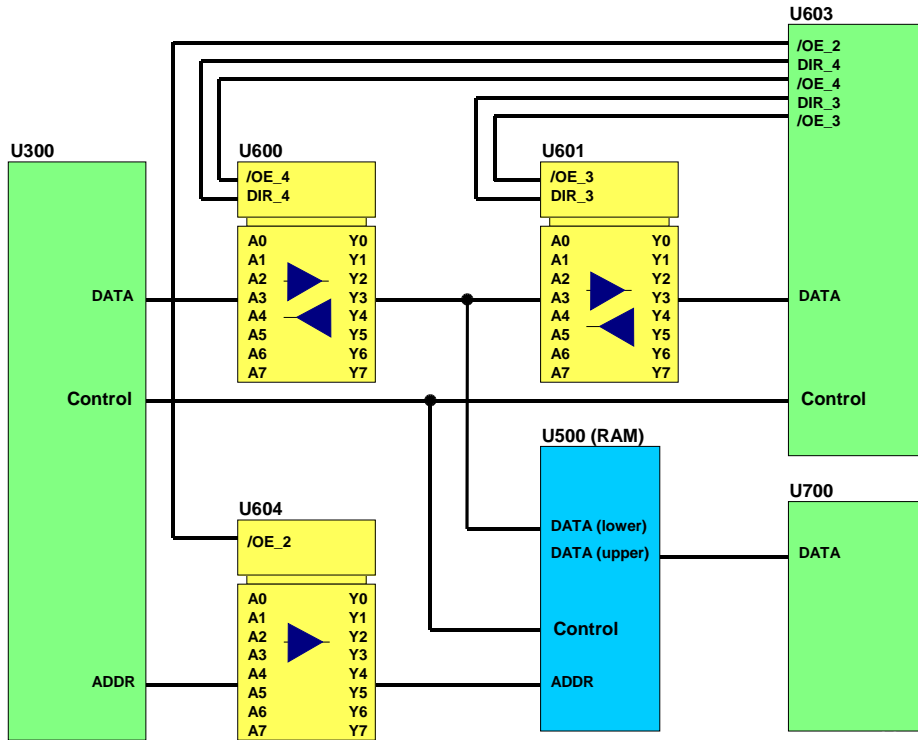 U603
/OE_2
DIR_4
/OE_4
DIR_3
/OE_3
DATA
Control
U300
DATA
Control
ADDR
U600
/OE_4
DIR_4
A0 Y0
A1 Y1
A2 Y2
A3 Y3
A4 Y4
A5 Y5
A6 Y6
A7 Y7
U601
/OE_3
DIR_3
A0 Y0
A1 Y1
A2 Y2
A3 Y3
A4 Y4
A5 Y5
A6 Y6
A7 Y7
U604
/OE_2
A0 Y0
A1 Y1
A2 Y2
A3 Y3
A4 Y4
A5 Y5
A6 Y6
A7 Y7
U500 (RAM)
DATA (lower)
DATA (upper)
Control
ADDR
U700
DATA